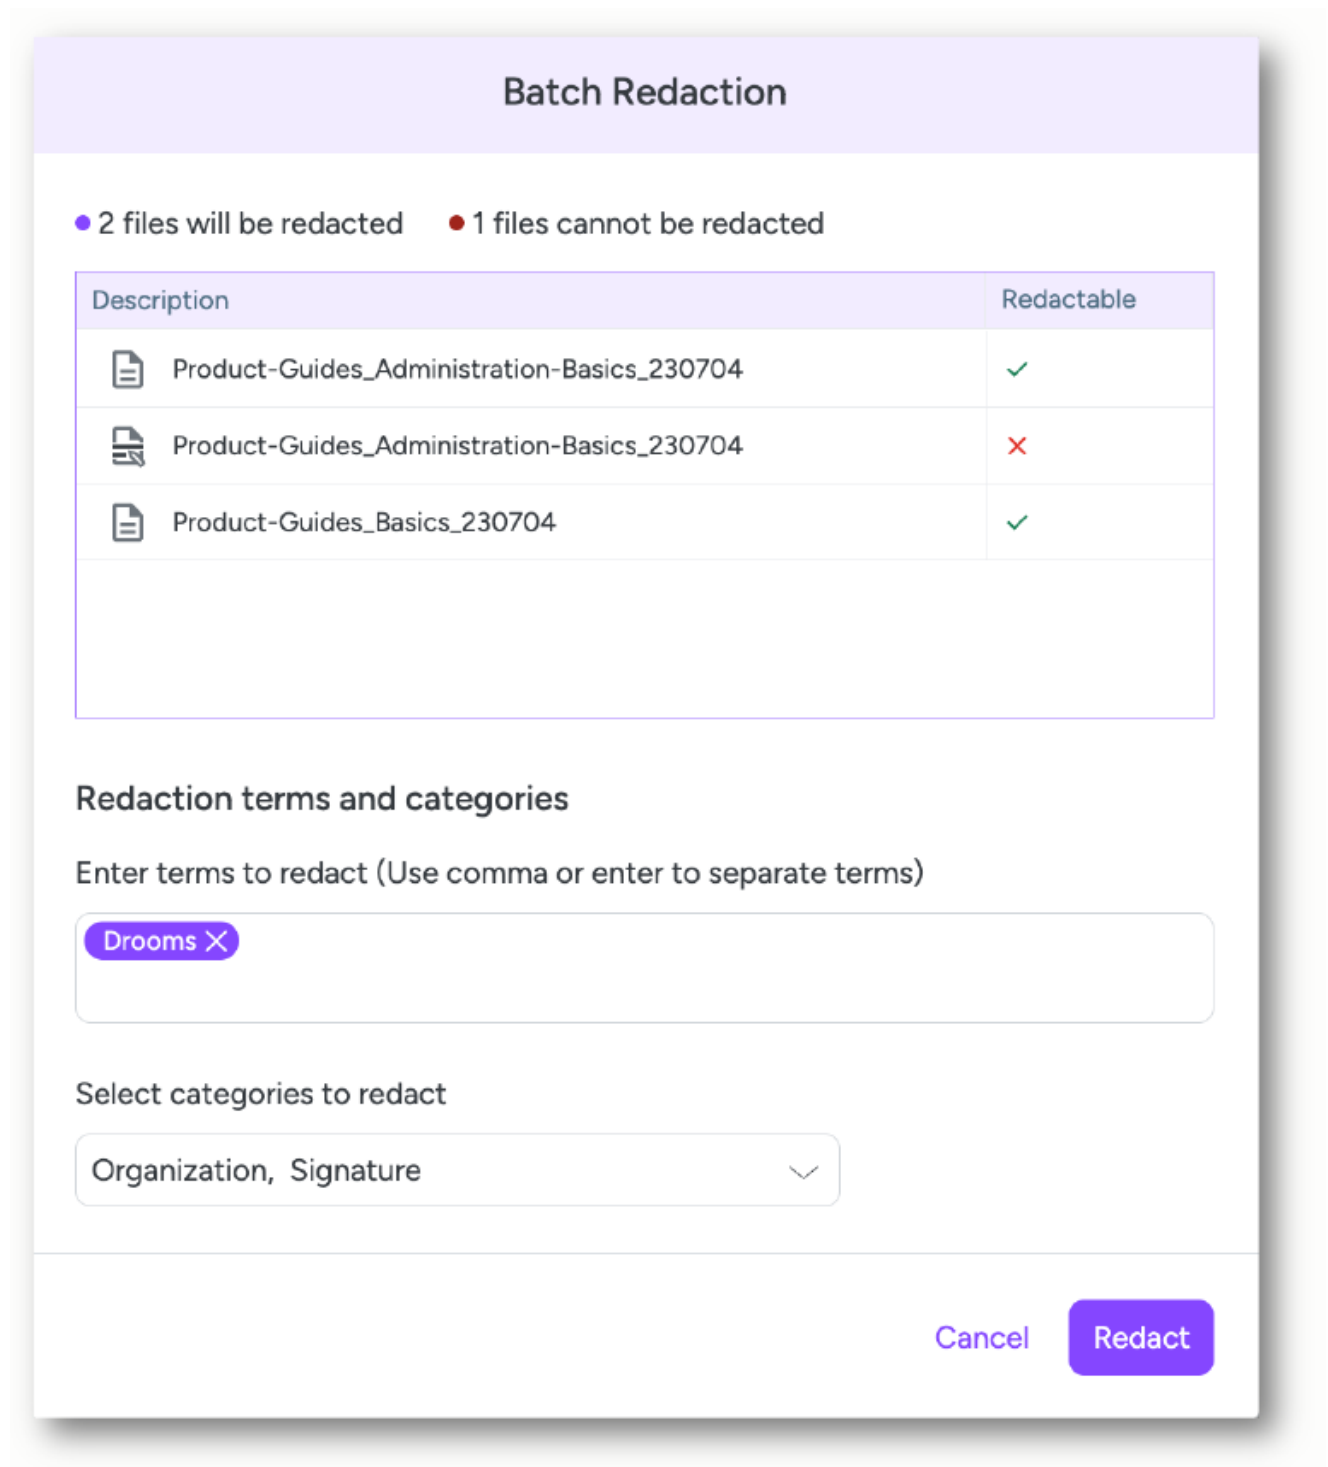 Batch Redaction
2 files will be redacted 1 files cannot be redacted
Description Redactable
Product-Guides_Administration-Basics_230704
Product-Guides_Administration-Basics_230704
Product-Guides_Basics_230704
Redaction terms and categories
Enter terms to redact (Use comma or enter to separate terms)
Drooms
Select categories to redact
Organization, Signature
Cancel Redact